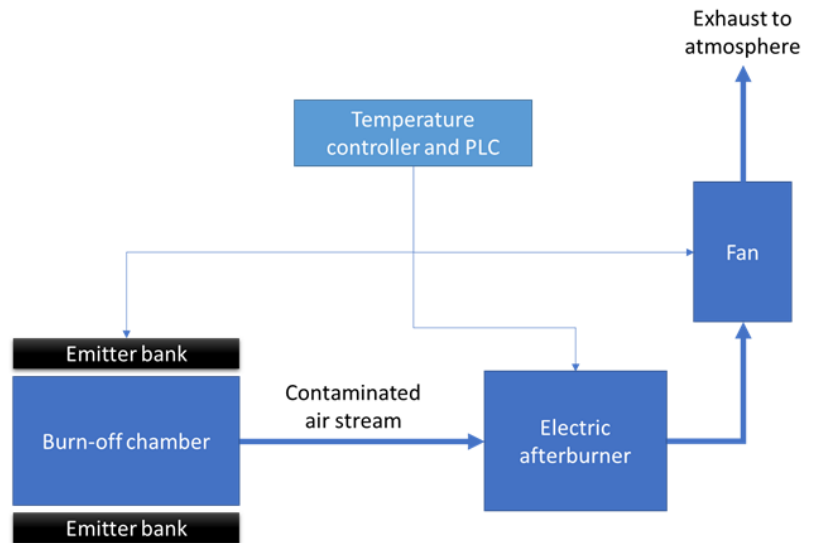 Exhaust to
atmosphere
Temperature
controller and PLC
Fan
Emitter bank
Burn-off chamber
Contaminated
air stream
Electric
afterburner
Emitter bank